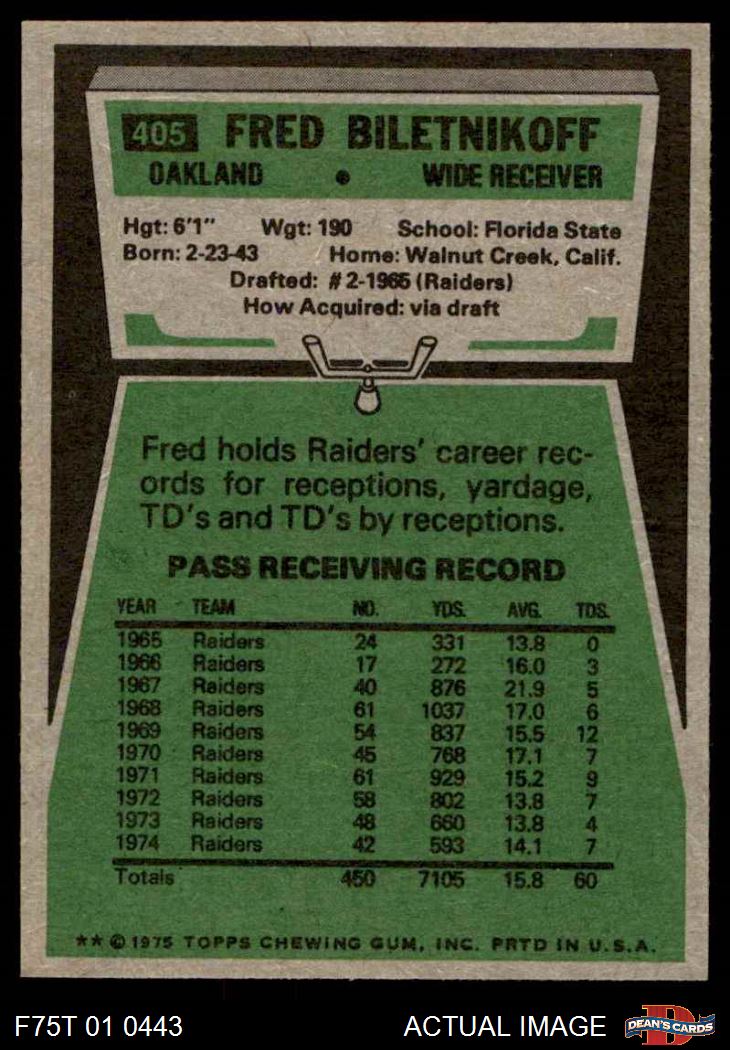 405 FRED BILETNIKOFF
OAKLAND • WIDE RECEIVER
Hgt: 6'1" Wgt: 190 School: Florida State
Born: 2-23-43 Home: Walnut Creek, Calif.
Drafted: #2-1965 (Raiders)
How Acquired: via draft
Fred holds Raiders' career rec-
ords for receptions, yardage,
TD's and TD's by receptions.
PASS RECEIVING RECORD
YEAR TEAM NO. YDS. AVG. TDS.
1965 Raiders 24 331 13.8 0
1966 Raiders 17 272 16.0 3
1967 Raiders 40 876 21.9 5
1968 Raiders 61 1037 17.0 6
1969 Raiders 54 837 15.5 12
1970 Raiders 45 768 17.1 7
1971 Raiders 61 929 15.2 9
1972 Raiders 58 802 13.8 7
1973 Raiders 48 660 13.8 4
1974 Raiders 42 593 14.1 7
Totals 450 7105 15.8 60
** © 1975 TOPPS CHEWING GUM, INC. PRTD IN U.S.A.
F75T 01 0443 ACTUAL IMAGE D DEAN'S CARDS